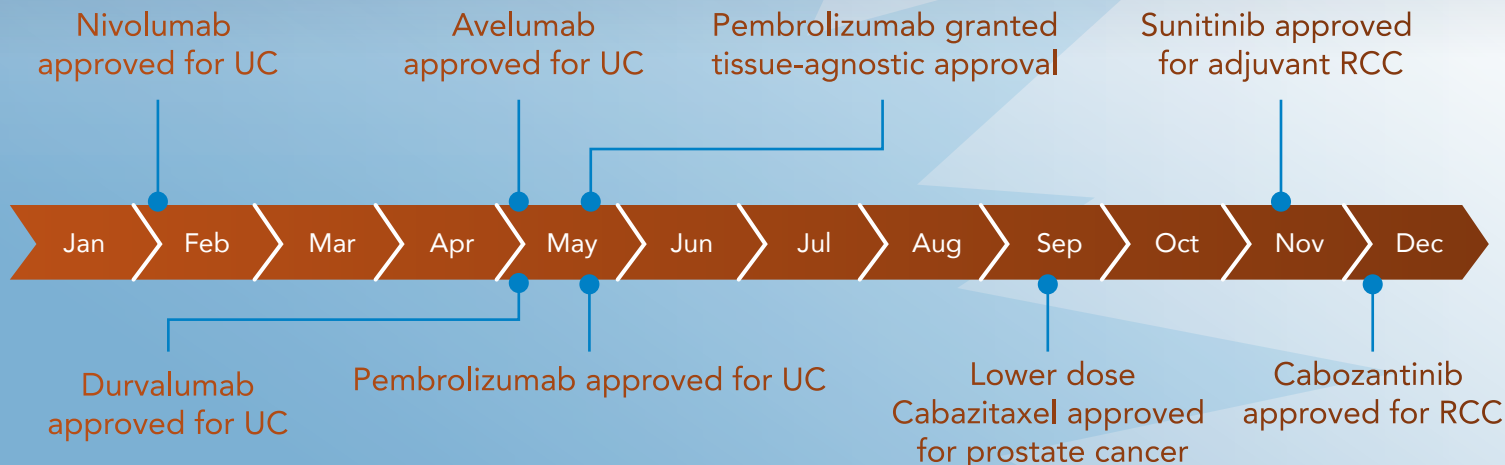 Nivolumab
approved for UC
Avelumab
approved for UC
Pembrolizumab granted
tissue-agnostic approval
Sunitinib approved
for adjuvant RCC
Jan
Feb
Mar
Apr
May
Jun
Jul
Aug
Sep
Oct
Nov
Dec
Durvalumab
approved for UC
Pembrolizumab approved for UC
Lower dose
Cabazitaxel approved
for prostate cancer
Cabozantinib
approved for RCC